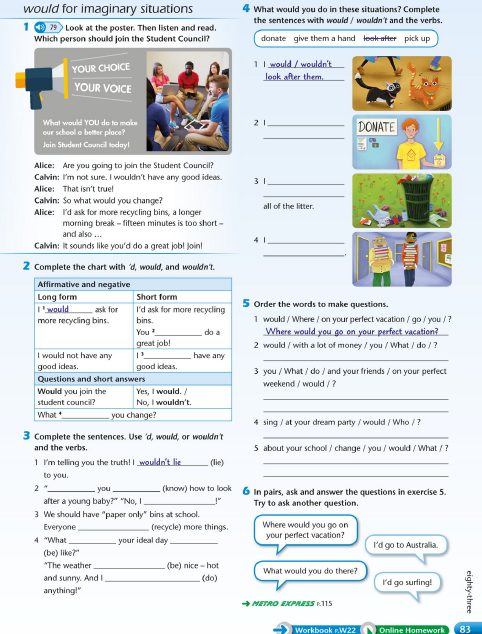 would for imaginary situations
1 79 Look at the poster. Then listen and read.
Which person should join the Student Council?
YOUR CHOICE
YOUR VOICE
What would YOU do to make
our school a better place?
Join Student Council today!
Alice: Are you going to join the Student Council?
Calvin: I'm not sure. I wouldn't have any good ideas.
Alice: That isn't true!
Calvin: So what would you change?
Alice: I'd ask for more recycling bins, a longer
morning break – fifteen minutes is too short –
and also …
Calvin: It sounds like you'd do a great job! Join!
2 Complete the chart with 'd, would, and wouldn't.
Affirmative and negative
Long form Short form
I 1 would ask for
more recycling bins.
I'd ask for more recycling
bins.
You 2__________ do a
great job!
I would not have any
good ideas.
I 3__________ have any
good ideas.
Questions and short answers
Would you join the
student council?
Yes, I would. /
No, I wouldn't.
What 4__________ you change?
3 Complete the sentences. Use 'd, would, or wouldn't
and the verbs.
1 I'm telling you the truth! I wouldn't lie (lie)
to you.
2 "__________ you __________ (know) how to look
after a young baby?" "No, I __________!"
3 We should have "paper only" bins at school.
Everyone __________ (recycle) more things.
4 "What __________ your ideal day __________
(be) like?"
"The weather __________ (be) nice – hot
and sunny. And I __________ (do)
anything!"
4 What would you do in these situations? Complete
the sentences with would / wouldn't and the verbs.
donate give them a hand look after pick up
1 I would / wouldn't
look after them.
2 I __________
DONATE
3 I __________
all of the litter.
4 I __________
__________.
5 Order the words to make questions.
1 would / Where / on your perfect vacation / go / you / ?
Where would you go on your perfect vacation?
2 would / with a lot of money / you / What / do / ?
3 you / What / do / and your friends / on your perfect
weekend / would / ?
4 sing / at your dream party / would / Who / ?
5 about your school / change / you / would / What / ?
6 In pairs, ask and answer the questions in exercise 5.
Try to ask another question.
Where would you go on
your perfect vacation?
I'd go to Australia.
What would you do there?
I'd go surfing!
METRO EXPRESS P.115
eighty-three
Workbook P.W22 Online Homework 83